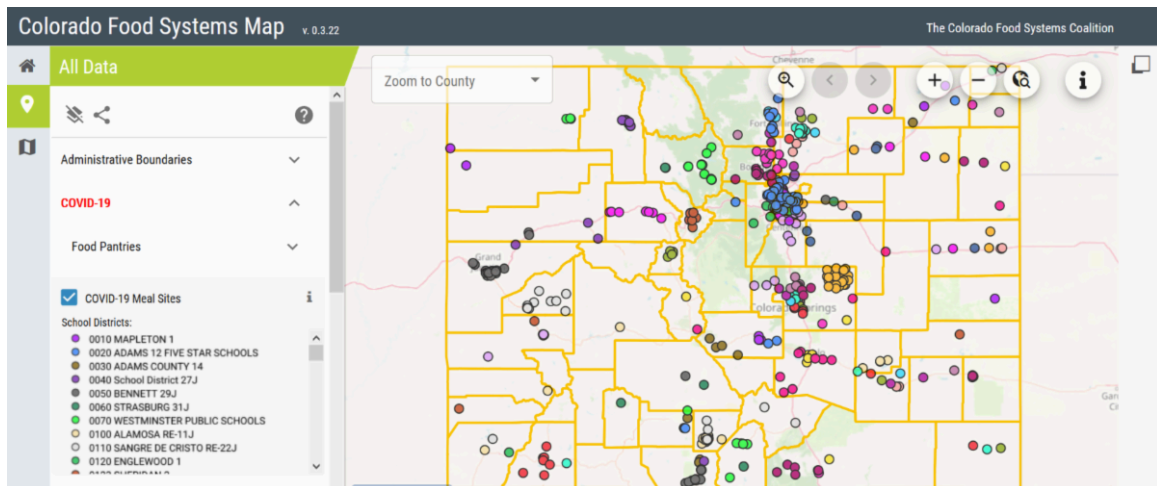 Colorado Food Systems Map v. 0.3.22
The Colorado Food Systems Coalition
All Data
Administrative Boundaries
COVID-19
Food Pantries
COVID-19 Meal Sites
School Districts:
0010 MAPLETON 1
0020 ADAMS 12 FIVE STAR SCHOOLS
0030 ADAMS COUNTY 14
0040 School District 27J
0050 BENNETT 29J
0060 STRASBURG 31J
0070 WESTMINSTER PUBLIC SCHOOLS
0100 ALAMOSA RE-11J
0110 SANGRE DE CRISTO RE-22J
0120 ENGLEWOOD 1
Zoom to County
Cheyenne
Grand